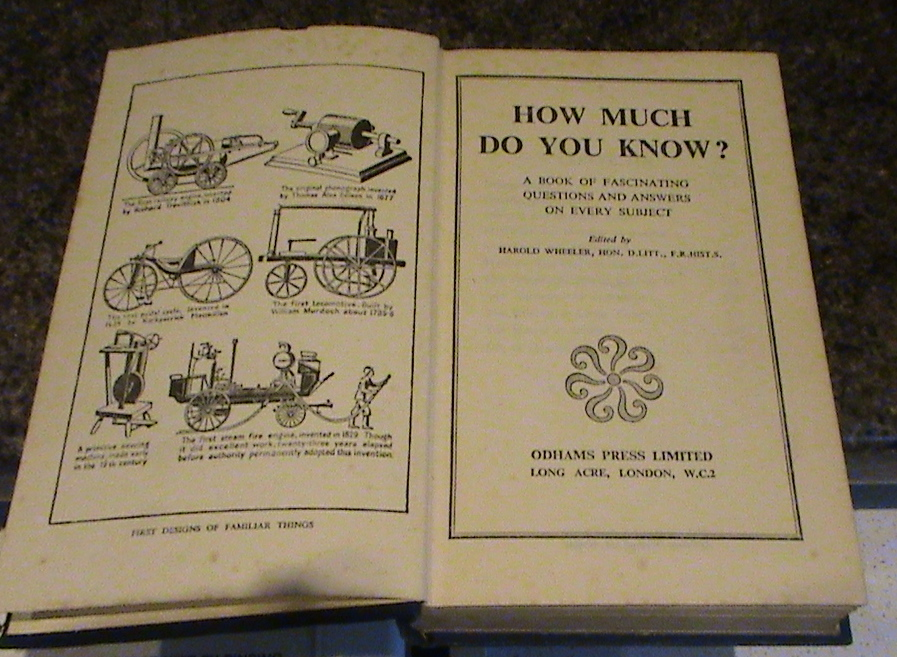 The first railway engine, invented
by Richard Trevithick in 1804
The original phonograph invented
by Thomas Alva Edison in 1877
The first pedal cycle, invented in
by Kirkpatrick Macmillan
The first locomotive. Built by
William Murdoch about
A primitive sewing
machine, made early
in the 19th century
The first steam fire engine, invented in 1829. Though
it did excellent work, twenty-three years elapsed
before authority permanently adopted this invention
FIRST DESIGNS OF FAMILIAR THINGS
HOW MUCH
DO YOU KNOW?
A BOOK OF FASCINATING
QUESTIONS AND ANSWERS
ON EVERY SUBJECT
Edited by
HAROLD WHEELER, HON. D.LITT., F.R.HIST.S.
ODHAMS PRESS LIMITED
LONG ACRE, LONDON, W.C.2